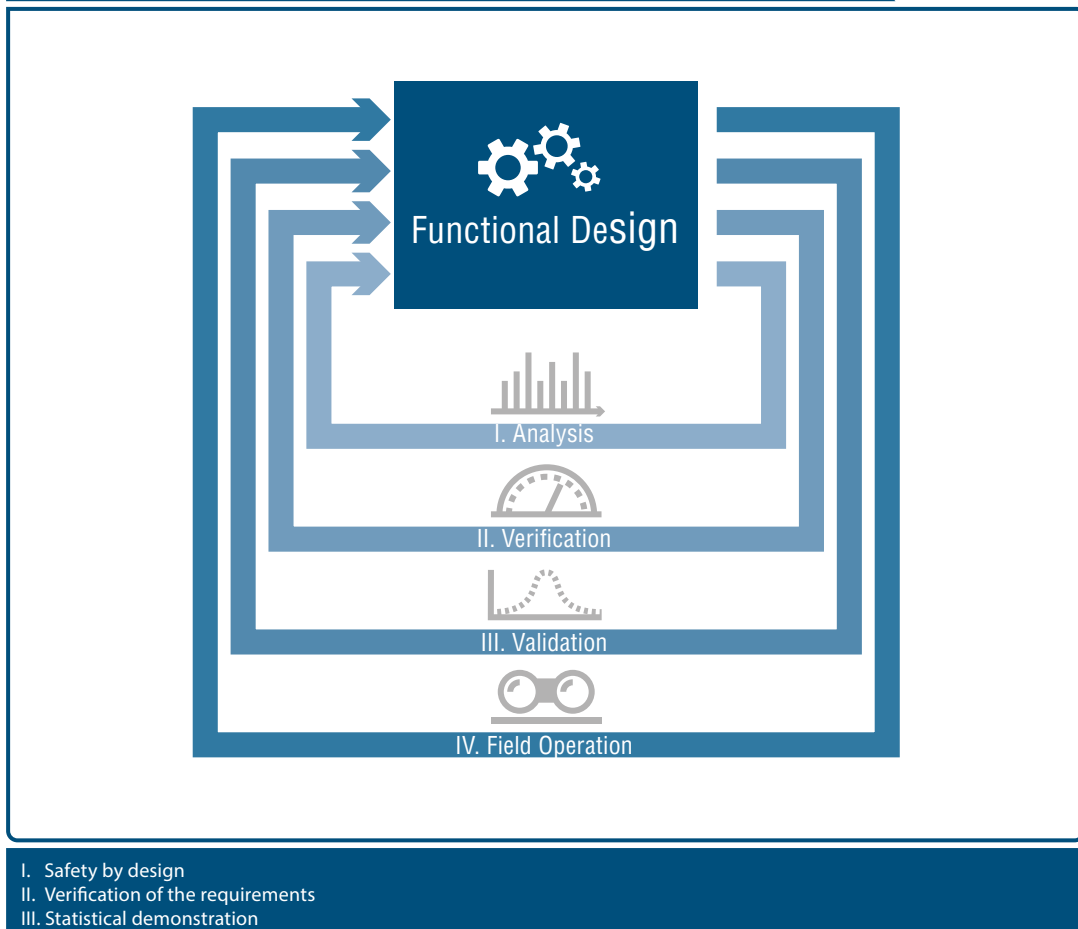 Functional Design
I. Analysis
II. Verification
III. Validation
IV. Field Operation
I. Safety by design
II. Verification of the requirements
III. Statistical demonstration